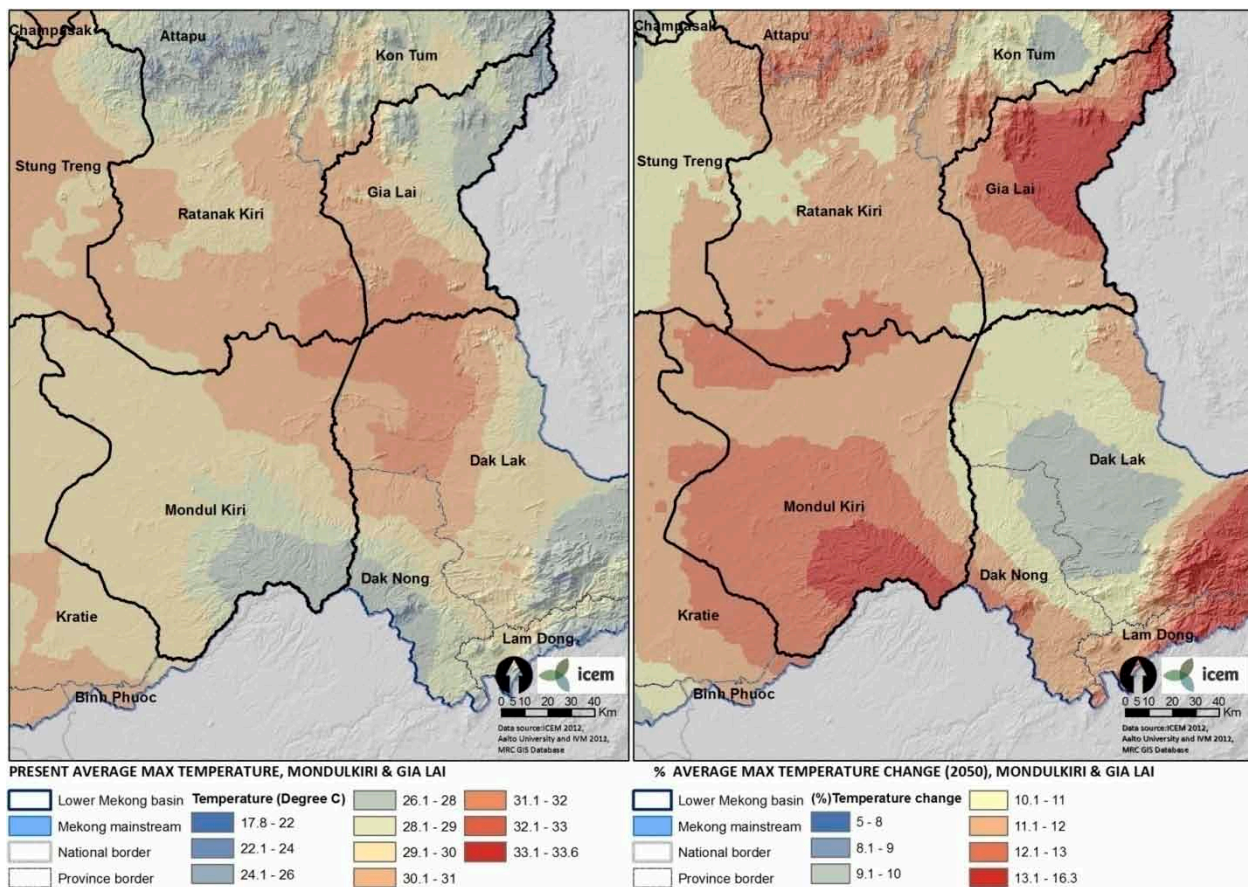 Champasak
Attapu
Kon Tum
Stung Treng
Ratanak Kiri
Gia Lai
Mondul Kiri
Dak Lak
Kratie
Dak Nong
Lam Dong
Binh Phuoc
icem
0 5 10 20 30 40
Km
Data source:ICEM 2012,
Aalto University and IVM 2012,
MRC GIS Database
PRESENT AVERAGE MAX TEMPERATURE, MONDULKIRI & GIA LAI
Lower Mekong basin
Mekong mainstream
National border
Province border
Temperature (Degree C)
17.8 - 22
22.1 - 24
24.1 - 26
26.1 - 28
28.1 - 29
29.1 - 30
30.1 - 31
31.1 - 32
32.1 - 33
33.1 - 33.6
Champasak
Attapu
Kon Tum
Stung Treng
Ratanak Kiri
Gia Lai
Mondul Kiri
Dak Lak
Kratie
Dak Nong
Lam Dong
Binh Phuoc
icem
0 5 10 20 30 40
Km
Data source:ICEM 2012,
Aalto University and IVM 2012,
MRC GIS Database
% AVERAGE MAX TEMPERATURE CHANGE (2050), MONDULKIRI & GIA LAI
Lower Mekong basin
Mekong mainstream
National border
Province border
(%)Temperature change
5 - 8
8.1 - 9
9.1 - 10
10.1 - 11
11.1 - 12
12.1 - 13
13.1 - 16.3